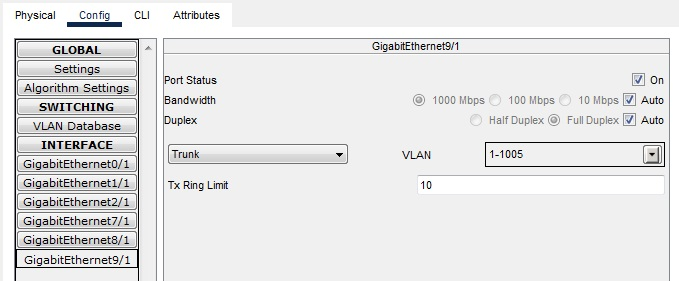 Physical Config CLI Attributes
GLOBAL
Settings
Algorithm Settings
SWITCHING
VLAN Database
INTERFACE
GigabitEthernet0/1
GigabitEthernet1/1
GigabitEthernet2/1
GigabitEthernet7/1
GigabitEthernet8/1
GigabitEthernet9/1
GigabitEthernet9/1
Port Status On
Bandwidth 1000 Mbps 100 Mbps 10 Mbps Auto
Duplex Half Duplex Full Duplex Auto
Trunk VLAN 1-1005
Tx Ring Limit 10